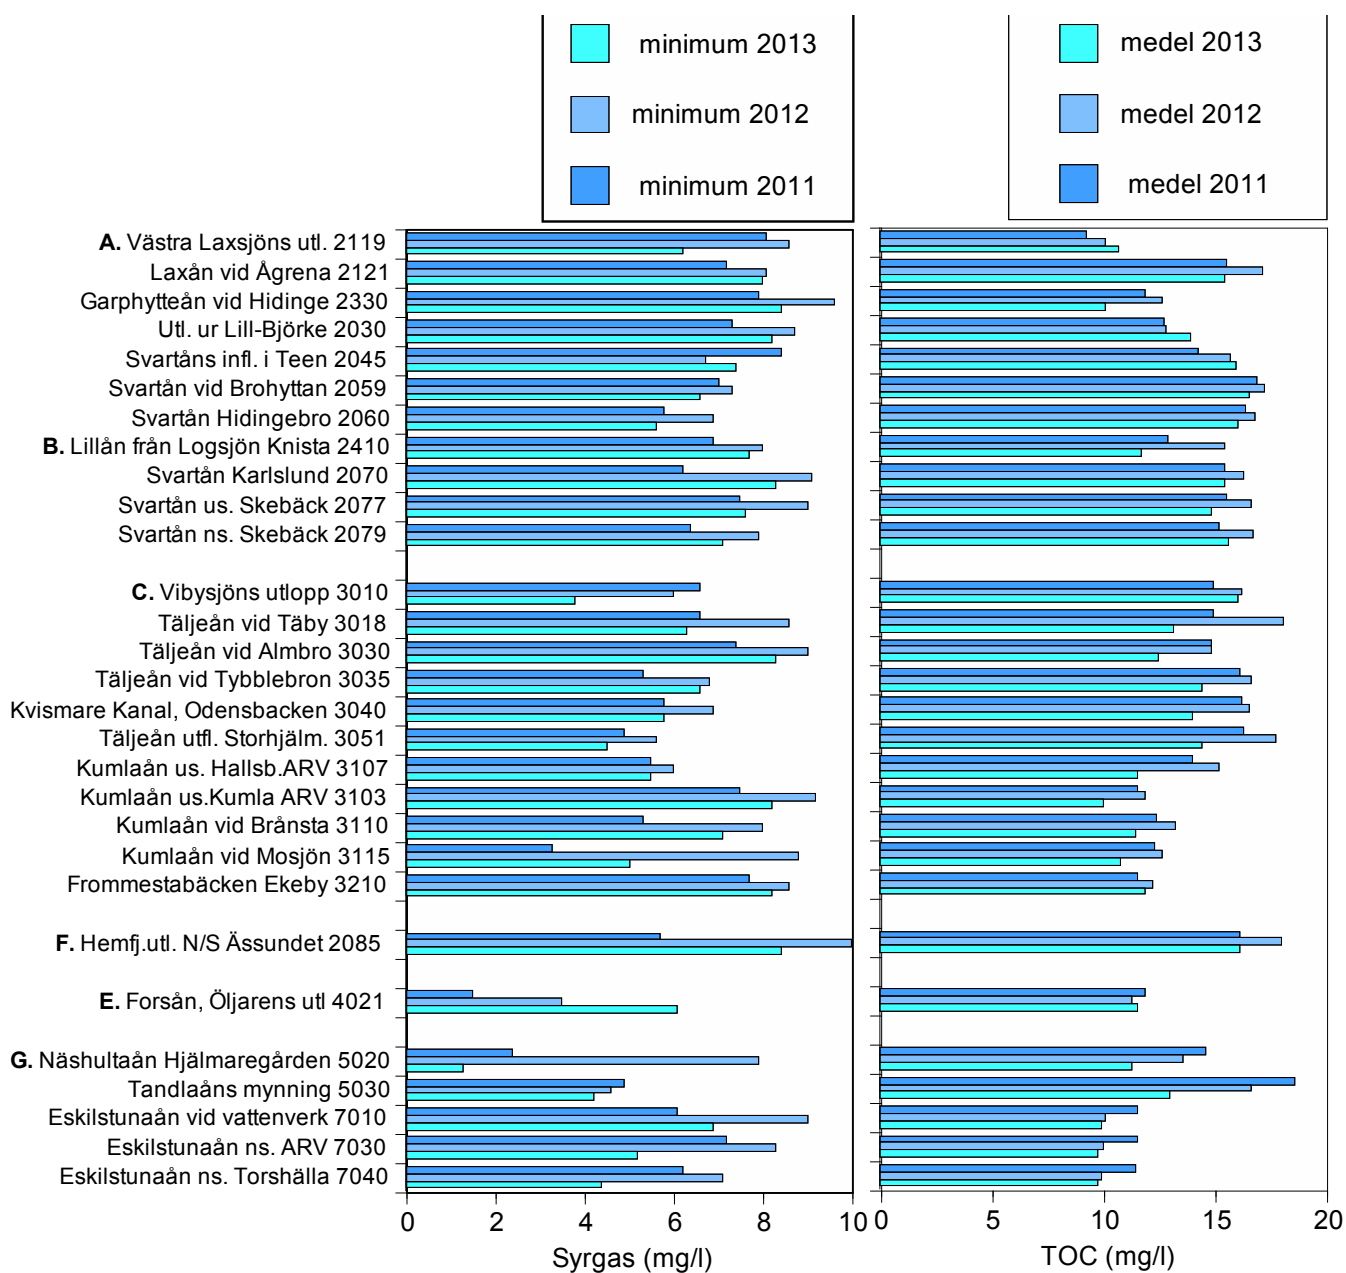 minimum 2013
minimum 2012
minimum 2011
medel 2013
medel 2012
medel 2011
A. Västra Laxsjöns utl. 2119
Laxån vid Ågrena 2121
Garphytteån vid Hidinge 2330
Utl. ur Lill-Björke 2030
Svartåns infl. i Teen 2045
Svartån vid Brohyttan 2059
Svartån Hidingebro 2060
B. Lillån från Logsjön Knista 2410
Svartån Karlslund 2070
Svartån us. Skebäck 2077
Svartån ns. Skebäck 2079
C. Vibysjöns utlopp 3010
Täljeån vid Täby 3018
Täljeån vid Almbro 3030
Täljeån vid Tybblebron 3035
Kvismare Kanal, Odensbacken 3040
Täljeån utfl. Storhjälm. 3051
Kumlaån us. Hallsb.ARV 3107
Kumlaån us.Kumla ARV 3103
Kumlaån vid Brånsta 3110
Kumlaån vid Mosjön 3115
Frommestabäcken Ekeby 3210
F. Hemfj.utl. N/S Ässundet 2085
E. Forsån, Öljarens utl 4021
G. Näshultaån Hjälmaregården 5020
Tandlaåns mynning 5030
Eskilstunaån vid vattenverk 7010
Eskilstunaån ns. ARV 7030
Eskilstunaån ns. Torshälla 7040
0 2 4 6 8 10
Syrgas (mg/l)
0 5 10 15 20
TOC (mg/l)